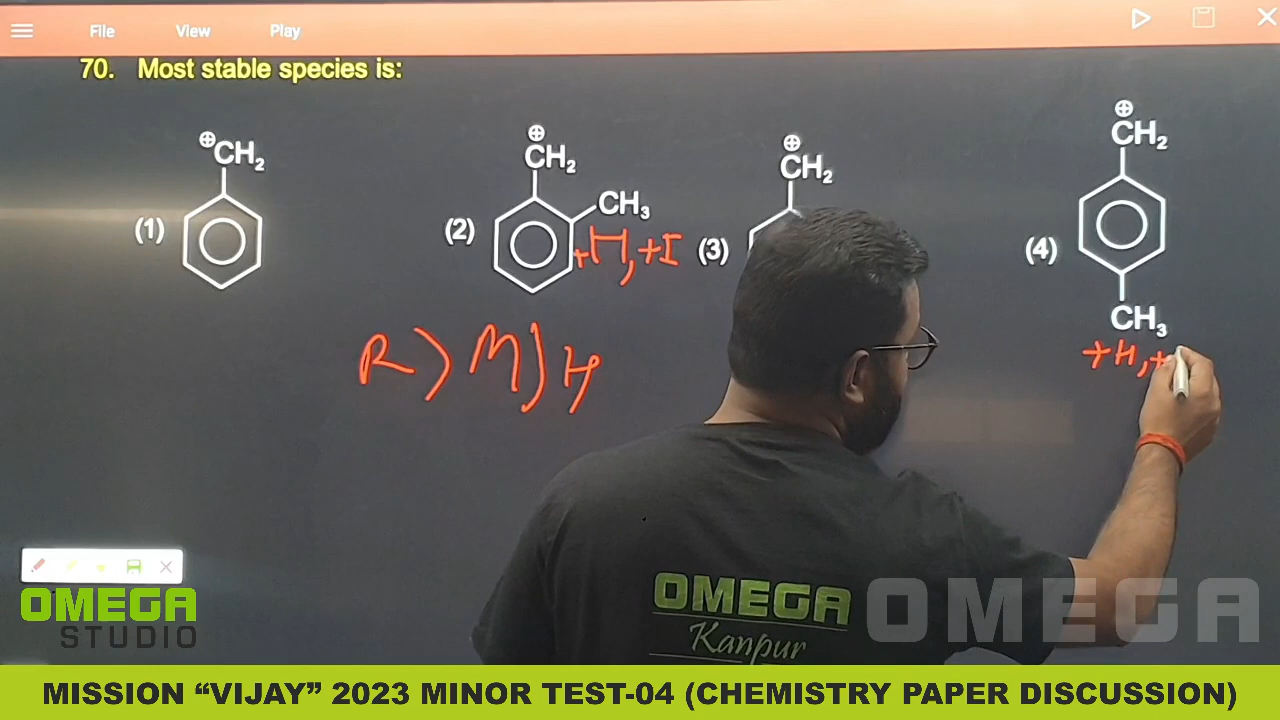 File View Play
70. Most stable species is:
(1) ⊕CH₂
(2) ⊕ CH₂ CH₃ +H, +I
(3) ⊕ CH₂
(4) ⊕ CH₂ CH₃ +H, +
R > M > H
OMEGA
STUDIO
OMEGA
Kanpur
OMEGA
MISSION “VIJAY” 2023 MINOR TEST-04 (CHEMISTRY PAPER DISCUSSION)